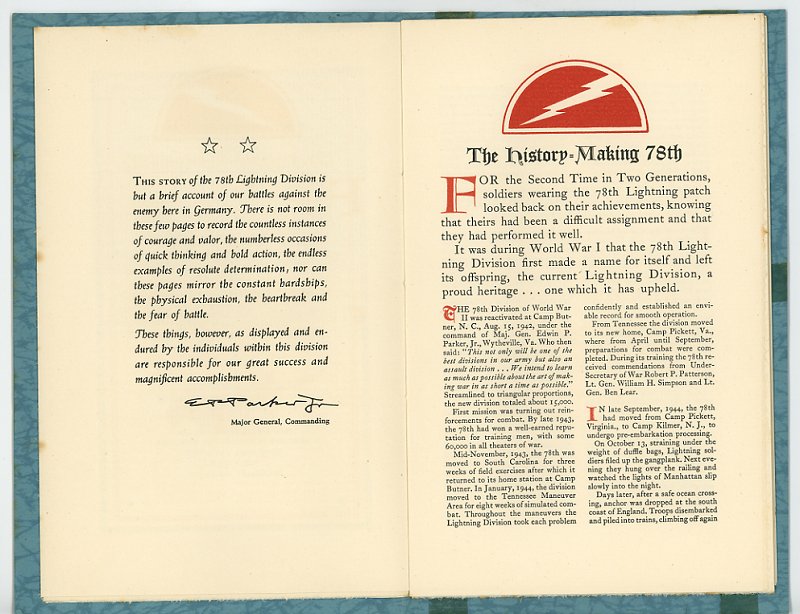 THIS STORY of the 78th Lightning Division is
but a brief account of our battles against the
enemy here in Germany. There is not room in
these few pages to record the countless instances
of courage and valor, the numberless occasions
of quick thinking and bold action, the endless
examples of resolute determination; nor can
these pages mirror the constant hardships,
the physical exhaustion, the heartbreak and
the fear of battle.
These things, however, as displayed and en-
dured by the individuals within this division
are responsible for our great success and
magnificent accomplishments.
E P Parker Jr
Major General, Commanding
The History-Making 78th
FOR the Second Time in Two Generations,
soldiers wearing the 78th Lightning patch
looked back on their achievements, knowing
that theirs had been a difficult assignment and that
they had performed it well.
It was during World War I that the 78th Light-
ning Division first made a name for itself and left
its offspring, the current Lightning Division, a
proud heritage . . . one which it has upheld.
THE 78th Division of World War
II was reactivated at Camp But-
ner, N. C., Aug. 15, 1942, under the
command of Maj. Gen. Edwin P.
Parker, Jr., Wytheville, Va. Who then
said: "This not only will be one of the
best divisions in our army but also an
assault division . . . We intend to learn
as much as possible about the art of mak-
ing war in as short a time as possible."
Streamlined to triangular proportions,
the new division totaled about 15,000.
First mission was turning out rein-
forcements for combat. By late 1943,
the 78th had won a well-earned repu-
tation for training men, with some
60,000 in all theaters of war.
Mid-November, 1943, the 78th was
moved to South Carolina for three
weeks of field exercises after which it
returned to its home station at Camp
Butner. In January, 1944, the division
moved to the Tennessee Maneuver
Area for eight weeks of simulated com-
bat. Throughout the maneuvers the
Lightning Division took each problem
confidently and established an envi-
able record for smooth operation.
From Tennessee the division moved
to its new home, Camp Pickett, Va.,
where from April until September,
preparations for combat were com-
pleted. During its training the 78th re-
ceived commendations from Under-
Secretary of War Robert P. Patterson,
Lt. Gen. William H. Simpson and Lt.
Gen. Ben Lear.
IN late September, 1944, the 78th
had moved from Camp Pickett,
Virginia., to Camp Kilmer, N. J., to
undergo pre-embarkation processing.
On October 13, straining under the
weight of duffle bags, Lightning sol-
diers filed up the gangplank. Next eve-
ning they hung over the railing and
watched the lights of Manhattan slip
slowly into the night.
Days later, after a safe ocean cross-
ing, anchor was dropped at the south
coast of England. Troops disembarked
and piled into trains, climbing off again